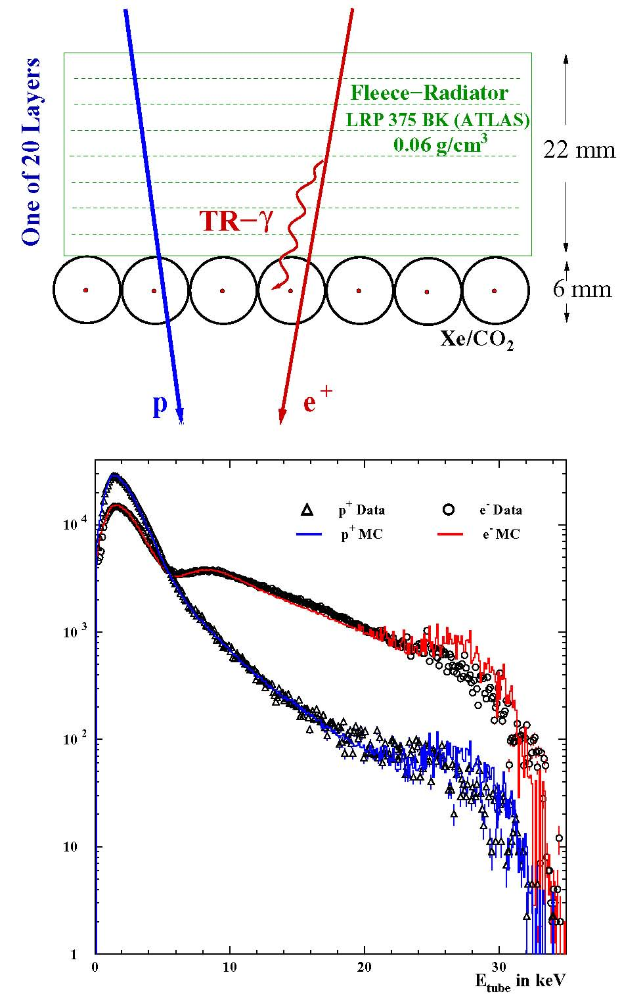 One of 20 Layers
Fleece−Radiator
LRP 375 BK (ATLAS)
0.06 g/cm³
22 mm
TR−γ
6 mm
Xe/CO₂
p
e⁺
p⁺ Data
e⁻ Data
p⁺ MC
e⁻ MC
10⁴
10³
10²
10
1
0 10 20 30
E_tube in keV